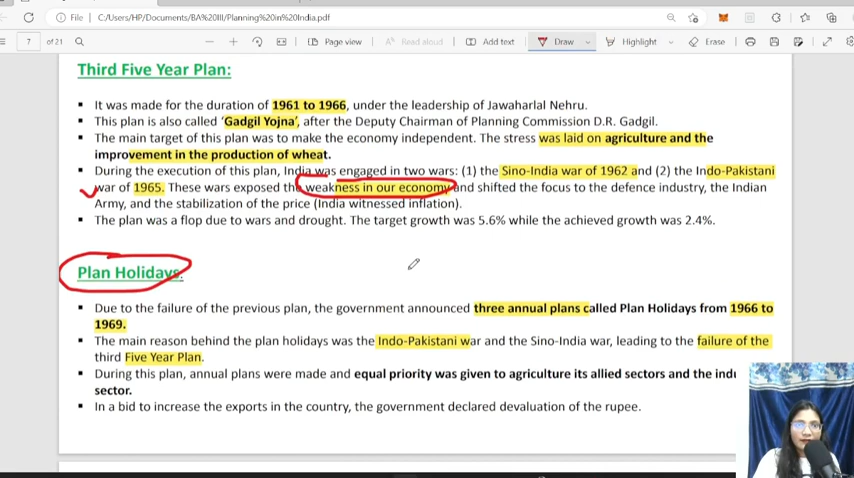 File
C:/Users/HP/Documents/BA%20III/Planning%20in%20India.pdf
7 of 21
Page view
Read aloud
Add text
Draw
Highlight
Erase
Third Five Year Plan:
▪ It was made for the duration of 1961 to 1966, under the leadership of Jawaharlal Nehru.
▪ This plan is also called 'Gadgil Yojna', after the Deputy Chairman of Planning Commission D.R. Gadgil.
▪ The main target of this plan was to make the economy independent. The stress was laid on agriculture and the
improvement in the production of wheat.
▪ During the execution of this plan, India was engaged in two wars: (1) the Sino-India war of 1962 and (2) the Indo-Pakistani
war of 1965. These wars exposed the weakness in our economy and shifted the focus to the defence industry, the Indian
Army, and the stabilization of the price (India witnessed inflation).
▪ The plan was a flop due to wars and drought. The target growth was 5.6% while the achieved growth was 2.4%.
Plan Holidays:
▪ Due to the failure of the previous plan, the government announced three annual plans called Plan Holidays from 1966 to
1969.
▪ The main reason behind the plan holidays was the Indo-Pakistani war and the Sino-India war, leading to the failure of the
third Five Year Plan.
▪ During this plan, annual plans were made and equal priority was given to agriculture its allied sectors and the indu
sector.
▪ In a bid to increase the exports in the country, the government declared devaluation of the rupee.